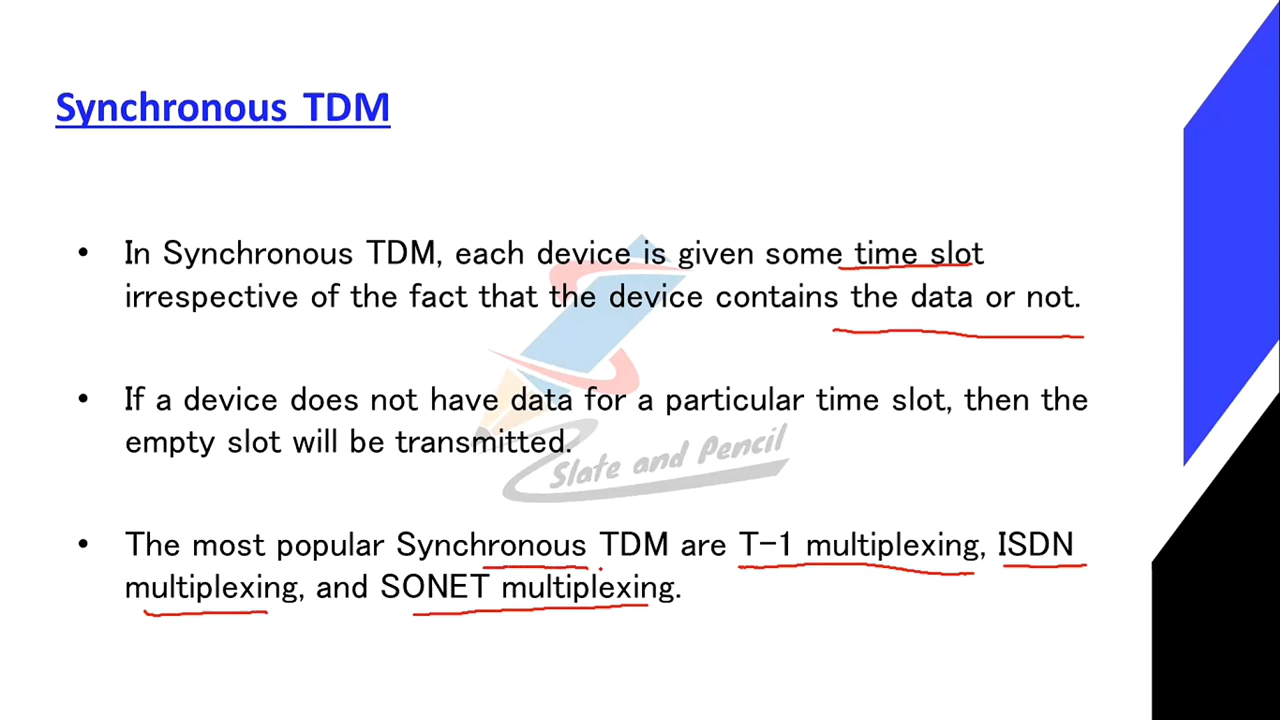 Synchronous TDM
• In Synchronous TDM, each device is given some time slot
irrespective of the fact that the device contains the data or not.
• If a device does not have data for a particular time slot, then the
empty slot will be transmitted.
Slate and Pencil
• The most popular Synchronous TDM are T-1 multiplexing, ISDN
multiplexing, and SONET multiplexing.